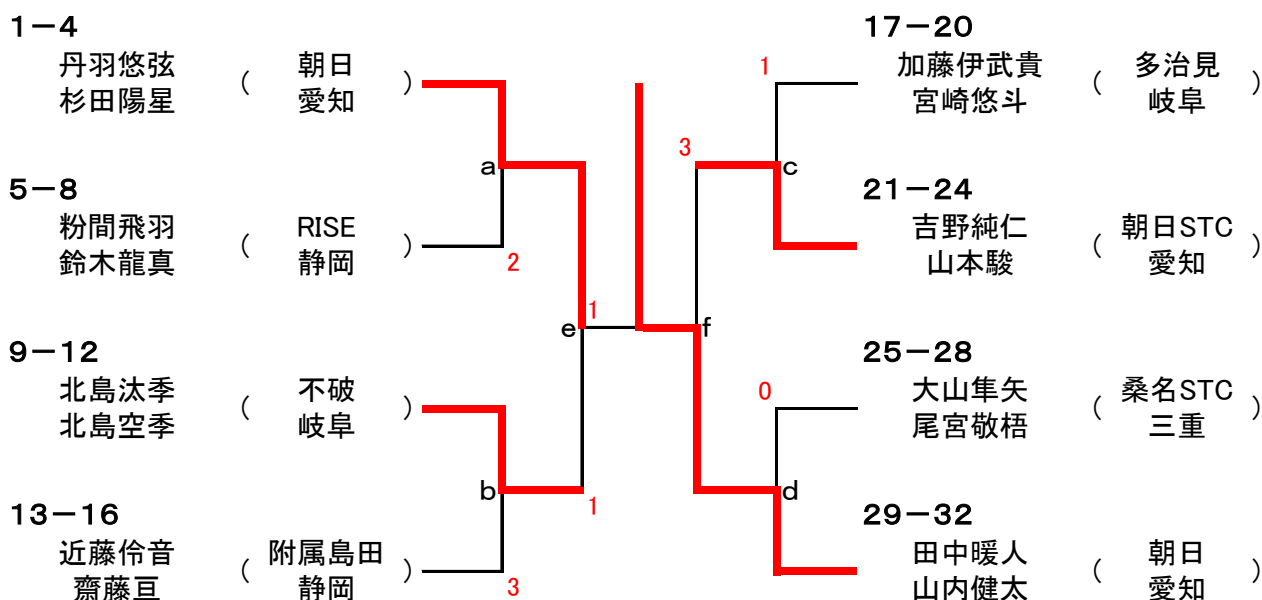 1－4
丹羽悠弦 ( 朝日 )
杉田陽星 愛知
a
5－8
粉間飛羽 ( RISE )
鈴木龍真 静岡
2
e
1
9－12
北島汰季 ( 不破 )
北島空季 岐阜
b
1
13－16
近藤伶音 ( 附属島田 )
齋藤亘 静岡
3
17－20
1
加藤伊武貴 ( 多治見 )
宮崎悠斗 岐阜
3
c
21－24
吉野純仁 ( 朝日STC )
山本駿 愛知
f
25－28
0
大山隼矢 ( 桑名STC )
尾宮敬梧 三重
d
29－32
田中暖人 ( 朝日 )
山内健太 愛知